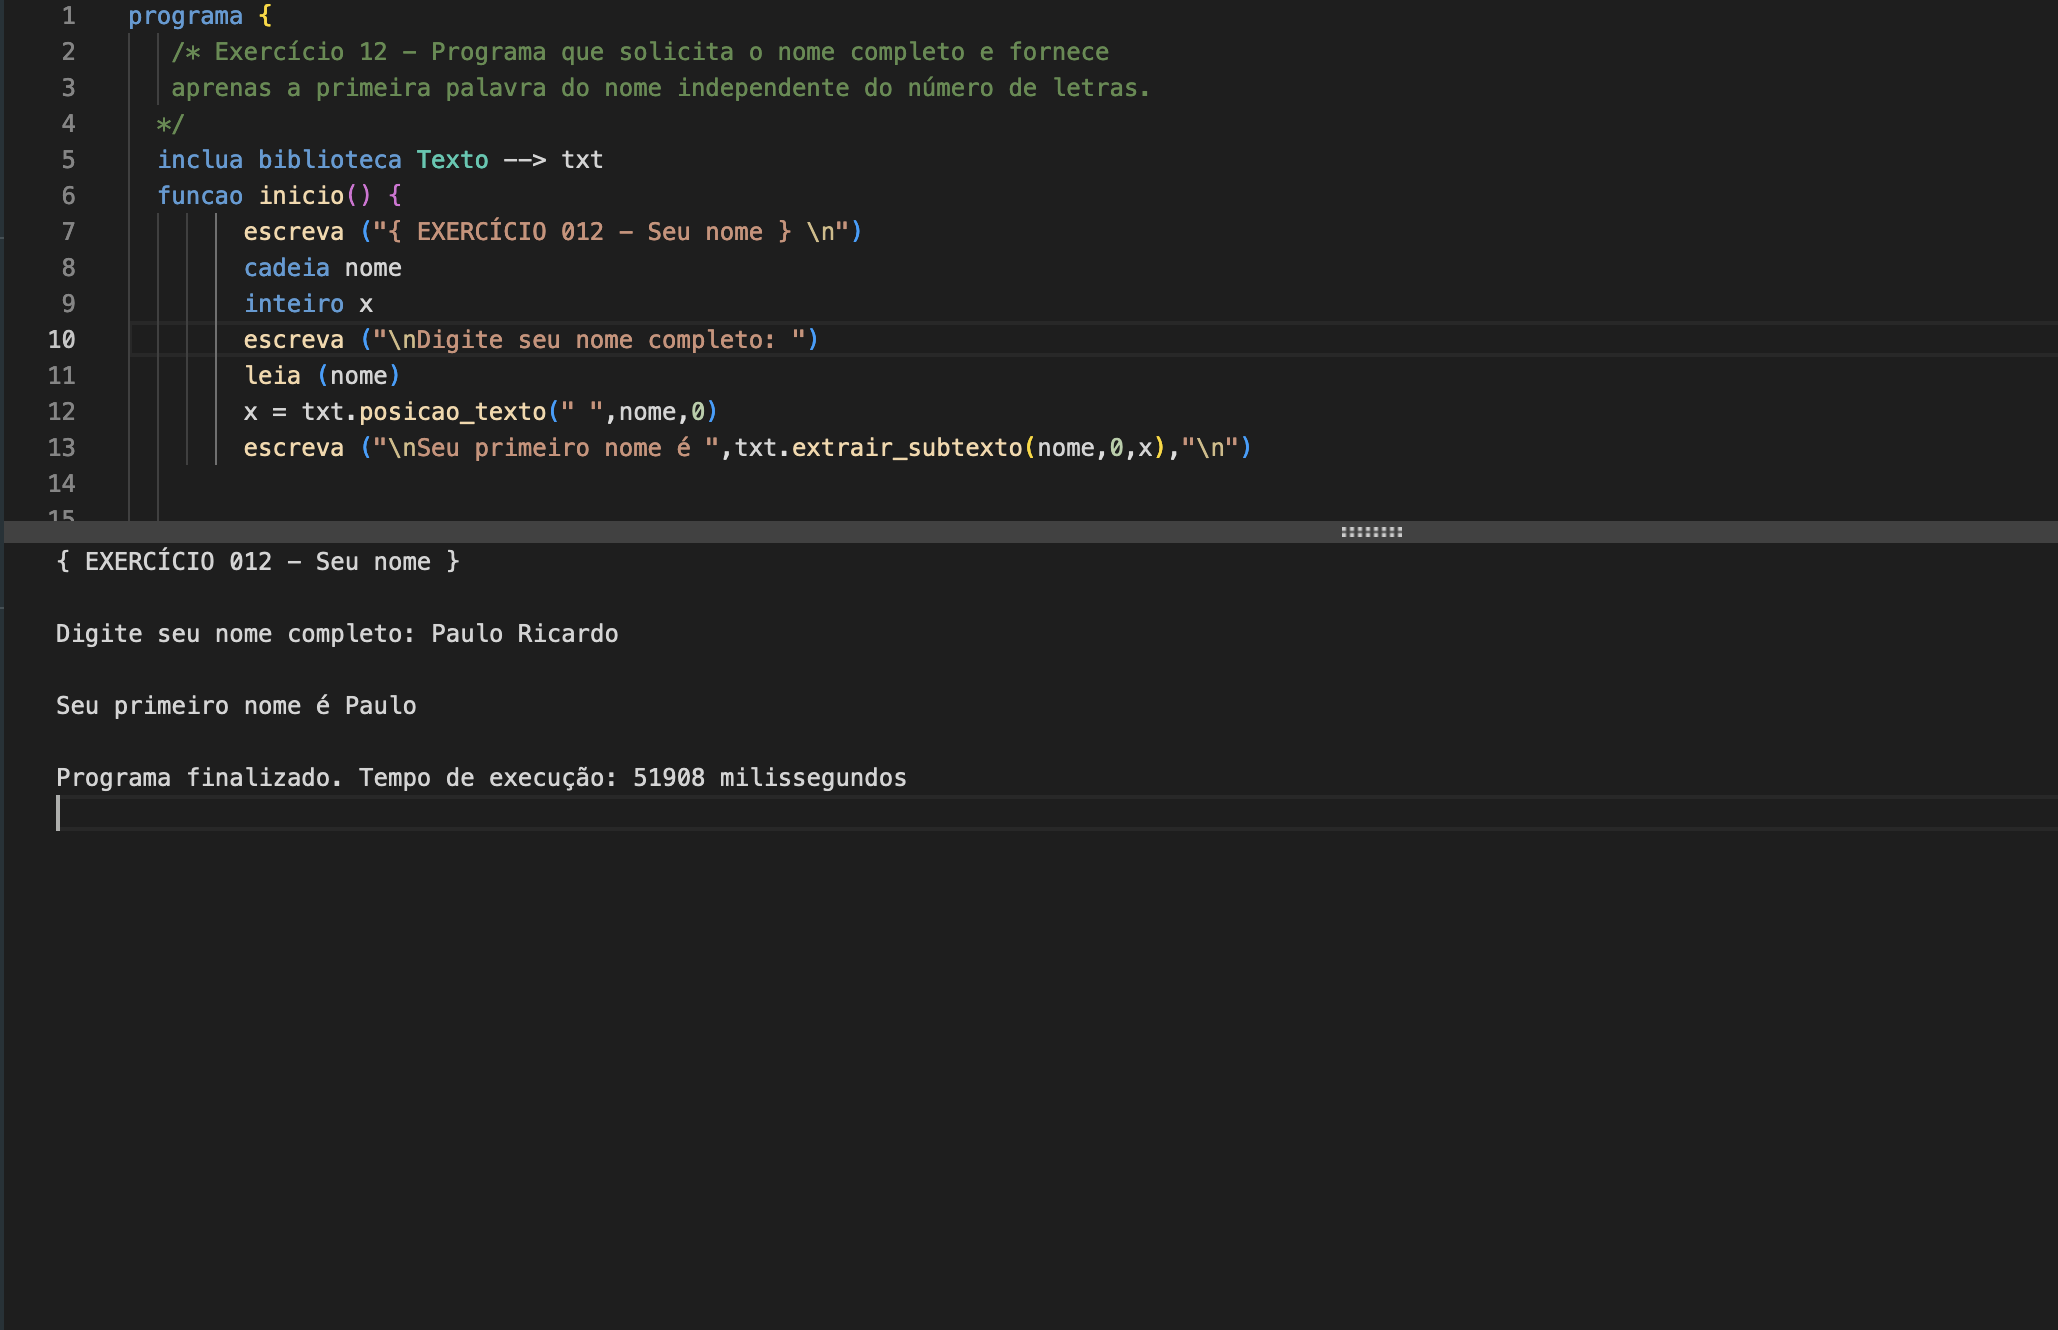 1 programa {
2 /* Exercício 12 – Programa que solicita o nome completo e fornece
3 aprenas a primeira palavra do nome independente do número de letras.
4 */
5 inclua biblioteca Texto --> txt
6 funcao inicio() {
7 escreva ("{ EXERCÍCIO 012 – Seu nome } \n")
8 cadeia nome
9 inteiro x
10 escreva ("\nDigite seu nome completo: ")
11 leia (nome)
12 x = txt.posicao_texto(" ",nome,0)
13 escreva ("\nSeu primeiro nome é ",txt.extrair_subtexto(nome,0,x),"\n")
14
15
{ EXERCÍCIO 012 – Seu nome }
Digite seu nome completo: Paulo Ricardo
Seu primeiro nome é Paulo
Programa finalizado. Tempo de execução: 51908 milissegundos